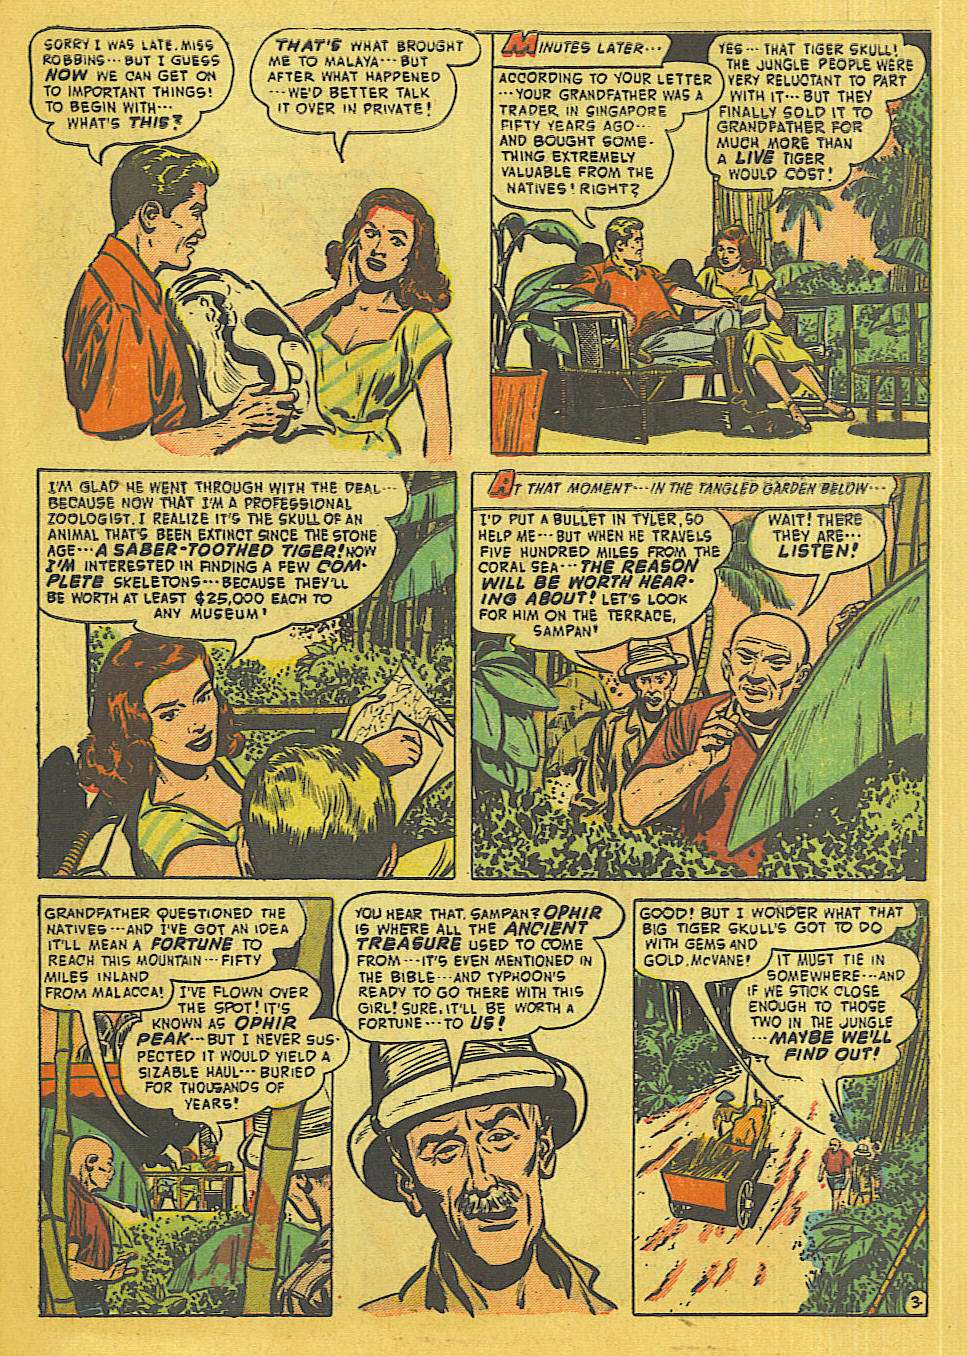 SORRY I WAS LATE, MISS
ROBBINS--- BUT I GUESS
NOW WE CAN GET ON
TO IMPORTANT THINGS!
TO BEGIN WITH---
WHAT'S THIS?
THAT'S WHAT BROUGHT
ME TO MALAYA--- BUT
AFTER WHAT HAPPENED
---WE'D BETTER TALK
IT OVER IN PRIVATE!
MINUTES LATER---
ACCORDING TO YOUR LETTER
---YOUR GRANDFATHER WAS A
TRADER IN SINGAPORE
FIFTY YEARS AGO---
AND BOUGHT SOME-
THING EXTREMELY
VALUABLE FROM THE
NATIVES! RIGHT?
YES--- THAT TIGER SKULL!
THE JUNGLE PEOPLE WERE
VERY RELUCTANT TO PART
WITH IT--- BUT THEY
FINALLY SOLD IT TO
GRANDFATHER FOR
MUCH MORE THAN
A LIVE TIGER
WOULD COST!
I'M GLAD HE WENT THROUGH WITH THE DEAL---
BECAUSE NOW THAT I'M A PROFESSIONAL
ZOOLOGIST, I REALIZE IT'S THE SKULL OF AN
ANIMAL THAT'S BEEN EXTINCT SINCE THE STONE
AGE--- A SABER-TOOTHED TIGER! NOW
I'M INTERESTED IN FINDING A FEW COM-
PLETE SKELETONS--- BECAUSE THEY'LL
BE WORTH AT LEAST $25,000 EACH TO
ANY MUSEUM!
AT THAT MOMENT--- IN THE TANGLED GARDEN BELOW---
I'D PUT A BULLET IN TYLER, SO
HELP ME--- BUT WHEN HE TRAVELS
FIVE HUNDRED MILES FROM THE
CORAL SEA--- THE REASON
WILL BE WORTH HEAR-
ING ABOUT! LET'S LOOK
FOR HIM ON THE TERRACE,
SAMPAN!
WAIT! THERE
THEY ARE---
LISTEN!
GRANDFATHER QUESTIONED THE
NATIVES--- AND I'VE GOT AN IDEA
IT'LL MEAN A FORTUNE TO
REACH THIS MOUNTAIN--- FIFTY
MILES INLAND
FROM MALACCA!
I'VE FLOWN OVER
THE SPOT! IT'S
KNOWN AS OPHIR
PEAK--- BUT I NEVER SUS-
PECTED IT WOULD YIELD A
SIZABLE HAUL--- BURIED
FOR THOUSANDS OF
YEARS!
YOU HEAR THAT, SAMPAN? OPHIR
IS WHERE ALL THE ANCIENT
TREASURE USED TO COME
FROM--- IT'S EVEN MENTIONED IN
THE BIBLE--- AND TYPHOON'S
READY TO GO THERE WITH THIS
GIRL! SURE, IT'LL BE WORTH A
FORTUNE--- TO US!
GOOD! BUT I WONDER WHAT THAT
BIG TIGER SKULL'S GOT TO DO
WITH GEMS AND
GOLD, McVANE!
IT MUST TIE IN
SOMEWHERE--- AND
IF WE STICK CLOSE
ENOUGH TO THOSE
TWO IN THE JUNGLE
---MAYBE WE'LL
FIND OUT!
3.